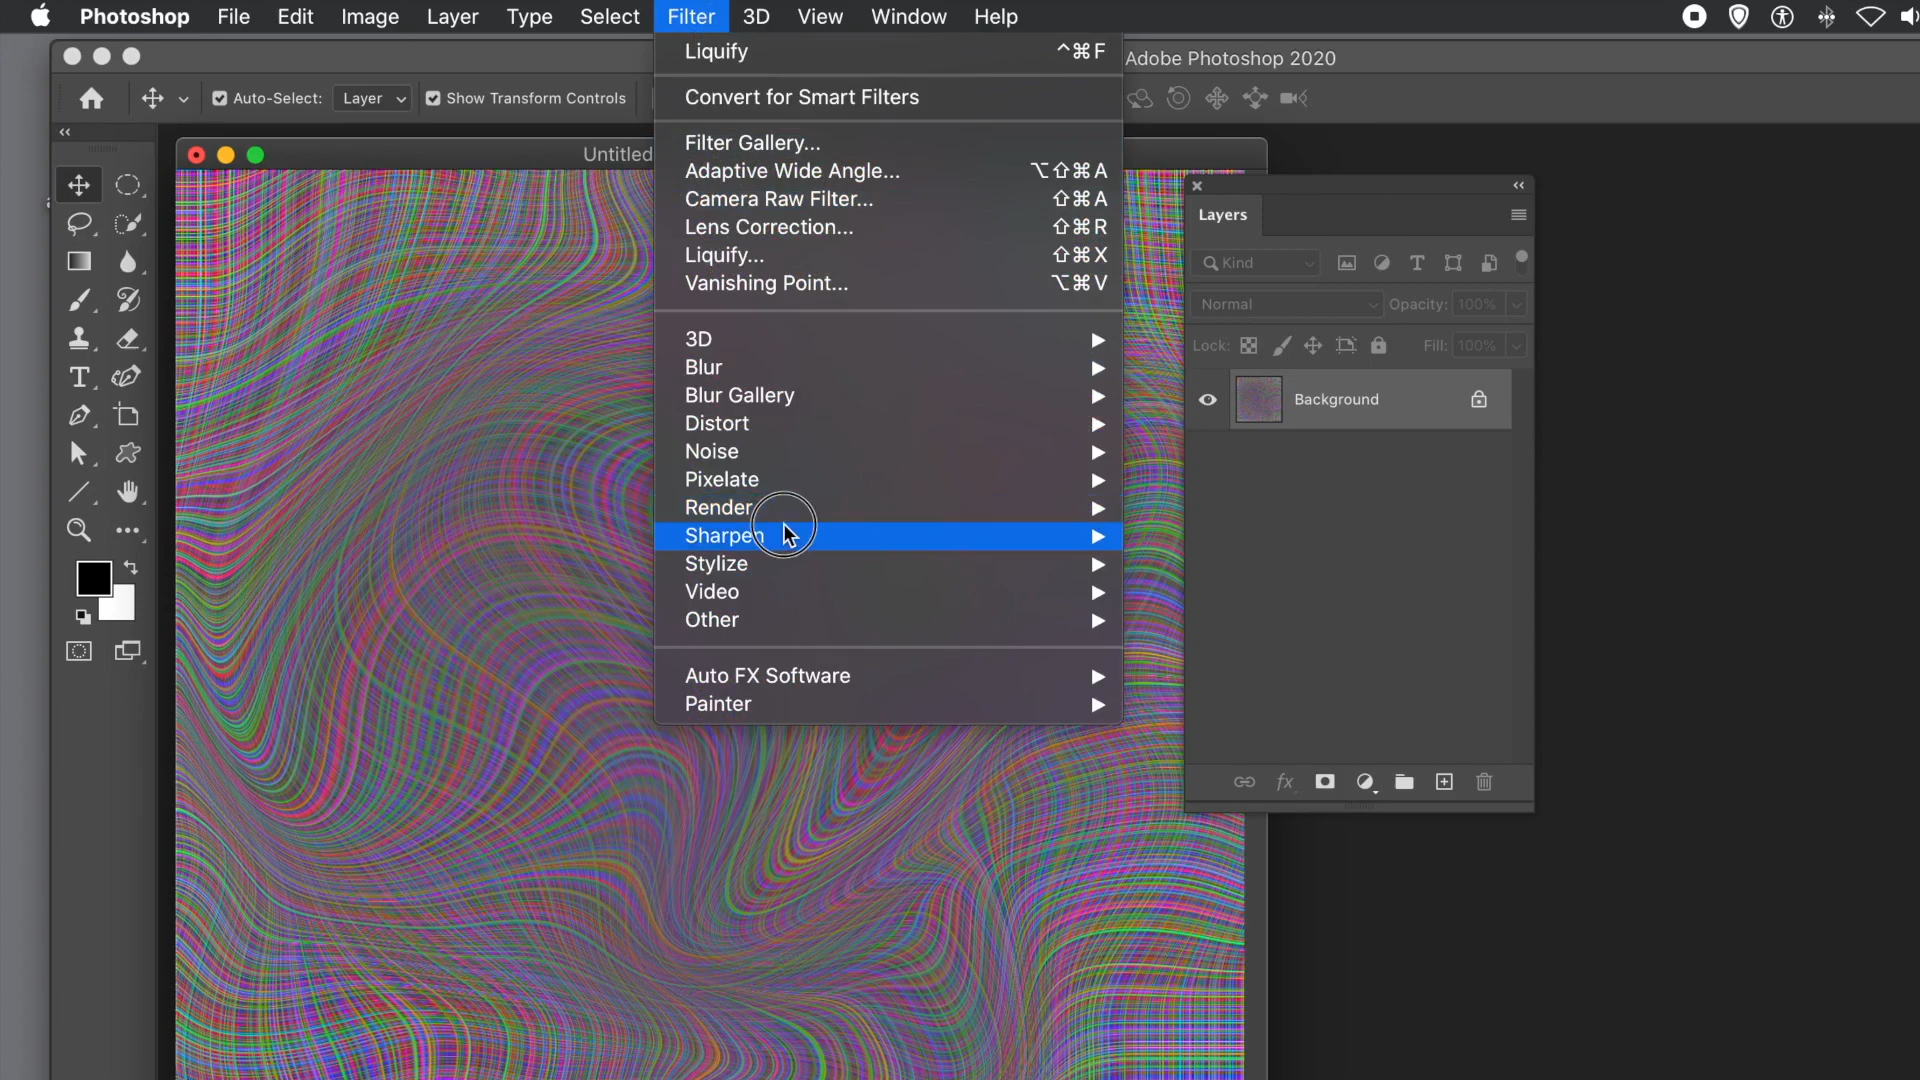 Photoshop File Edit Image Layer Type Select Filter 3D View Window Help
Adobe Photoshop 2020
Auto-Select: Layer Show Transform Controls
Untitled
Liquify ^⌘F
Convert for Smart Filters
Filter Gallery...
Adaptive Wide Angle... ⌥⇧⌘A
Camera Raw Filter... ⇧⌘A
Lens Correction... ⇧⌘R
Liquify... ⇧⌘X
Vanishing Point... ⌥⌘V
3D
Blur
Blur Gallery
Distort
Noise
Pixelate
Render
Sharpen
Stylize
Video
Other
Auto FX Software
Painter
Layers
Kind
Normal Opacity: 100%
Lock: Fill: 100%
Background
fx